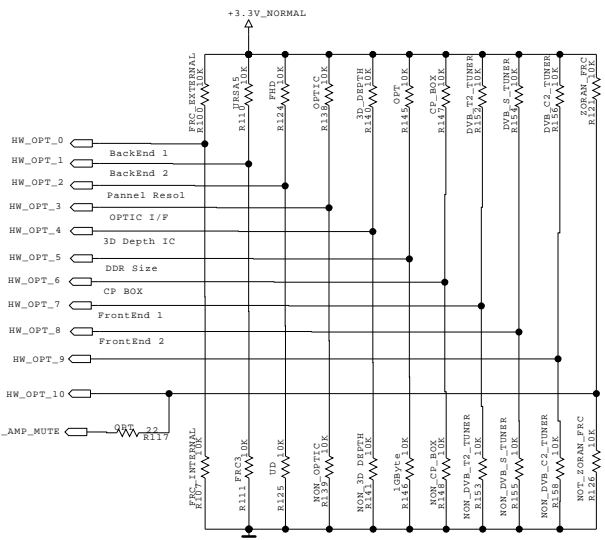 +3.3V_NORMAL
FRC_EXTERNAL
R100 10K
URSA5
R110 10K
FHD
R124 10K
OPTIC
R138 10K
3D_DEPTH
R140 10K
OPT
R145 10K
CP_BOX
R147 10K
DVB_T2_TUNER
R152 10K
DVB_S_TUNER
R154 10K
DVB_C2_TUNER
R156 10K
ZORAN_FRC
R121 10K
HW_OPT_0
BackEnd 1
HW_OPT_1
BackEnd 2
HW_OPT_2
Pannel Resol
HW_OPT_3
OPTIC I/F
HW_OPT_4
3D Depth IC
HW_OPT_5
DDR Size
HW_OPT_6
CP BOX
HW_OPT_7
FrontEnd 1
HW_OPT_8
FrontEnd 2
HW_OPT_9
HW_OPT_10
_AMP_MUTE
OPT
22
R117
FRC_INTERNAL
R107 10K
FRC3
R111 10K
UD
R125 10K
NON_OPTIC
R139 10K
NON_3D_DEPTH
R141 10K
1GByte
R146 10K
NON_CP_BOX
R148 10K
NON_DVB_T2_TUNER
R153 10K
NON_DVB_S_TUNER
R155 10K
NON_DVB_C2_TUNER
R158 10K
NOT_ZORAN_FRC
R126 10K